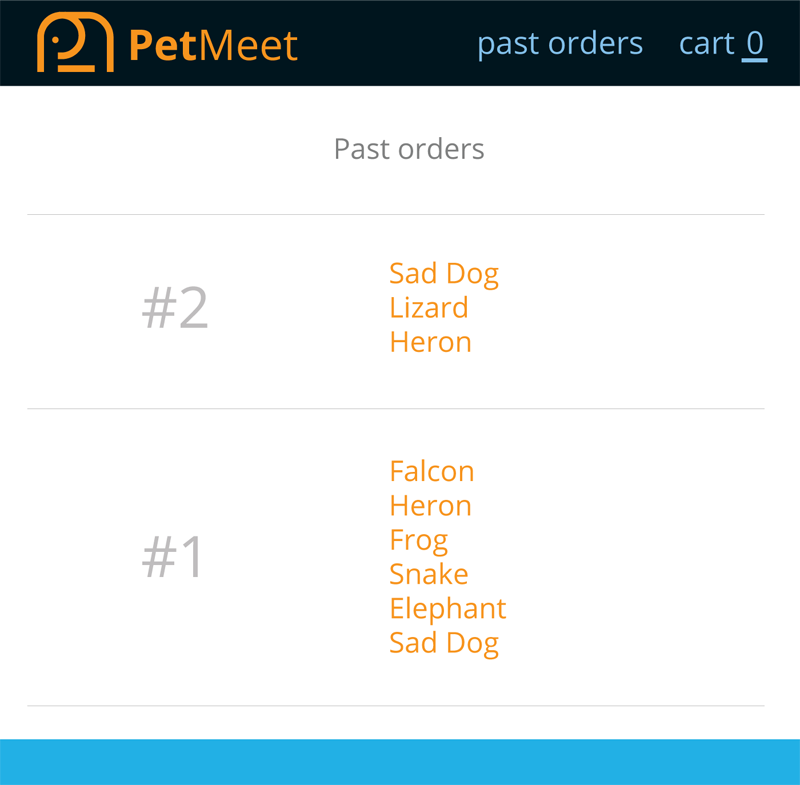 PetMeet
past orders
cart 0
Past orders
#2
Sad Dog
Lizard
Heron
#1
Falcon
Heron
Frog
Snake
Elephant
Sad Dog